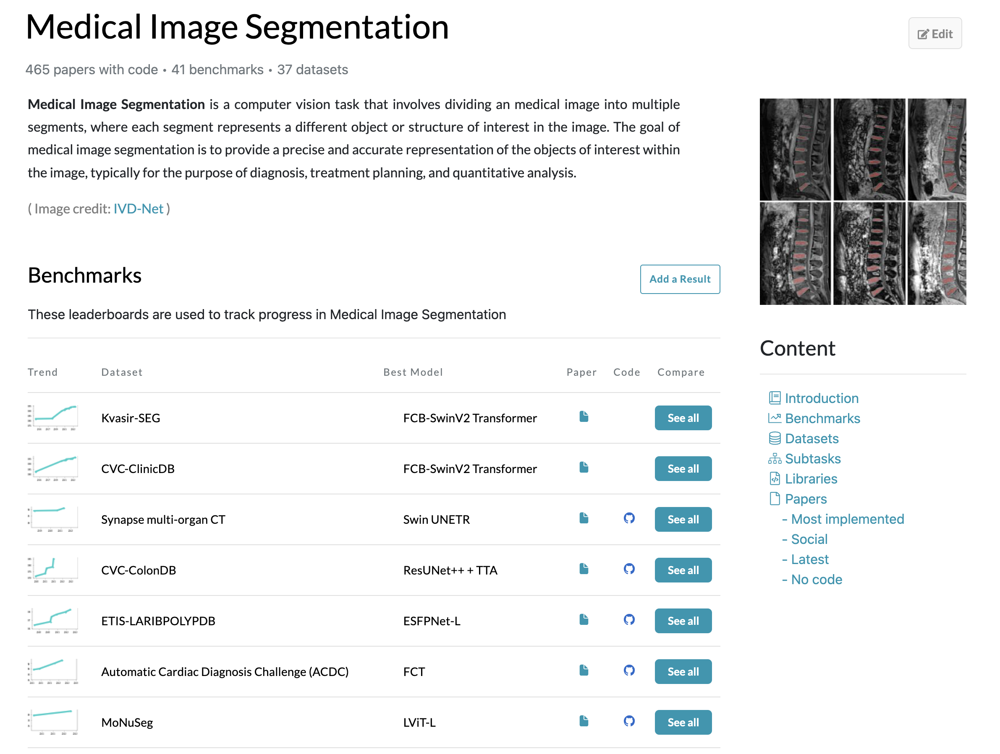 Medical Image Segmentation
Edit
465 papers with code • 41 benchmarks • 37 datasets
Medical Image Segmentation is a computer vision task that involves dividing an medical image into multiple
segments, where each segment represents a different object or structure of interest in the image. The goal of
medical image segmentation is to provide a precise and accurate representation of the objects of interest within
the image, typically for the purpose of diagnosis, treatment planning, and quantitative analysis.
( Image credit: IVD-Net )
Benchmarks
Add a Result
These leaderboards are used to track progress in Medical Image Segmentation
Trend Dataset Best Model Paper Code Compare
Kvasir-SEG FCB-SwinV2 Transformer See all
CVC-ClinicDB FCB-SwinV2 Transformer See all
Synapse multi-organ CT Swin UNETR See all
CVC-ColonDB ResUNet++ + TTA See all
ETIS-LARIBPOLYPDB ESFPNet-L See all
Automatic Cardiac Diagnosis Challenge (ACDC) FCT See all
MoNuSeg LViT-L See all
Content
Introduction
Benchmarks
Datasets
Subtasks
Libraries
Papers
- Most implemented
- Social
- Latest
- No code